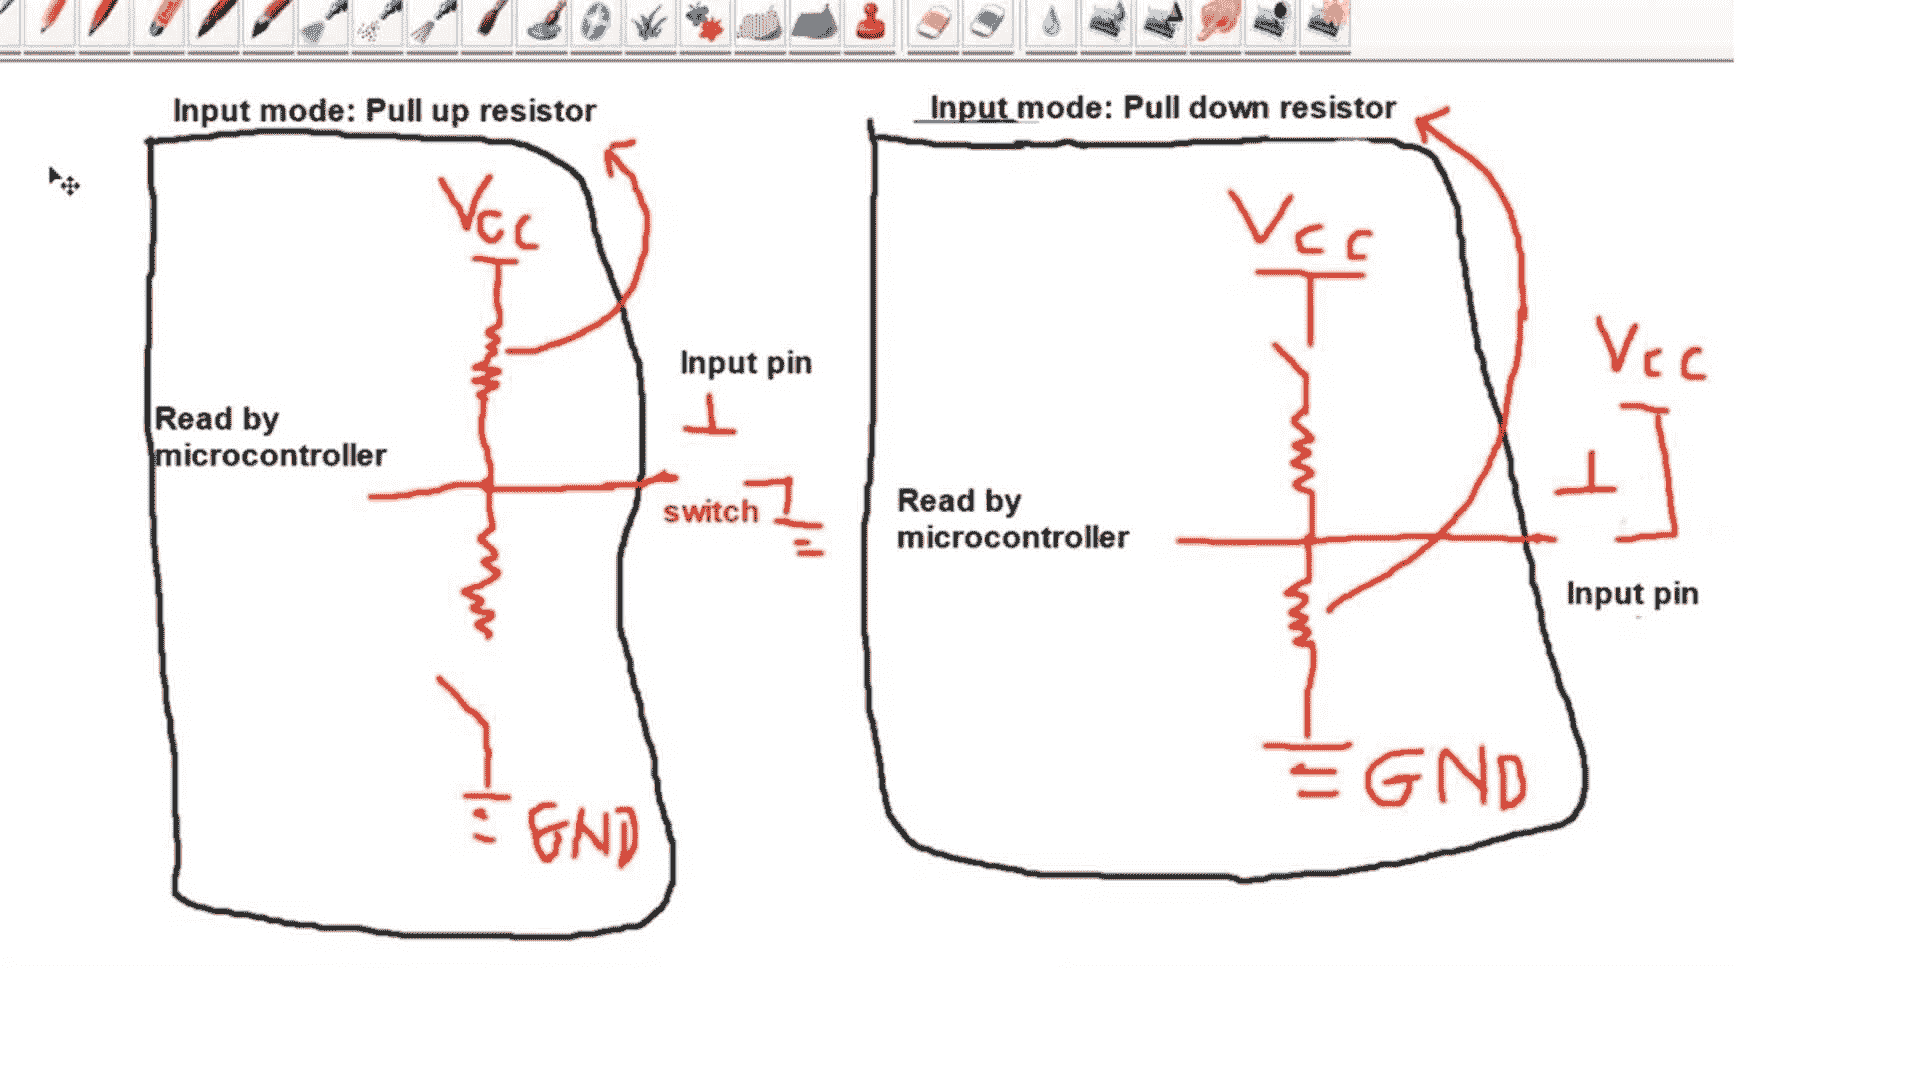 Input mode: Pull up resistor
Vcc
Input pin
Read by
microcontroller
switch
GND
Input mode: Pull down resistor
Vcc
Vcc
Read by
microcontroller
Input pin
GND